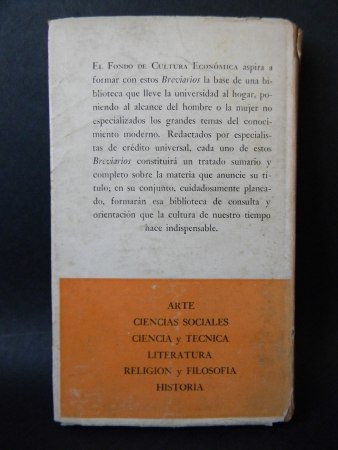 EL FONDO DE CULTURA ECONÓMICA aspira a
formar con estos Breviarios la base de una bi-
blioteca que lleve la universidad al hogar, po-
niendo al alcance del hombre o la mujer no
especializados los grandes temas del conoci-
miento moderno. Redactados por especialis-
tas de crédito universal, cada uno de estos
Breviarios constituirá un tratado sumario y
completo sobre la materia que anuncie su tí-
tulo; en su conjunto, cuidadosamente planea-
do, formarán esa biblioteca de consulta y
orientación que la cultura de nuestro tiempo
hace indispensable.
ARTE
CIENCIAS SOCIALES
CIENCIA y TECNICA
LITERATURA
RELIGION y FILOSOFIA
HISTORIA